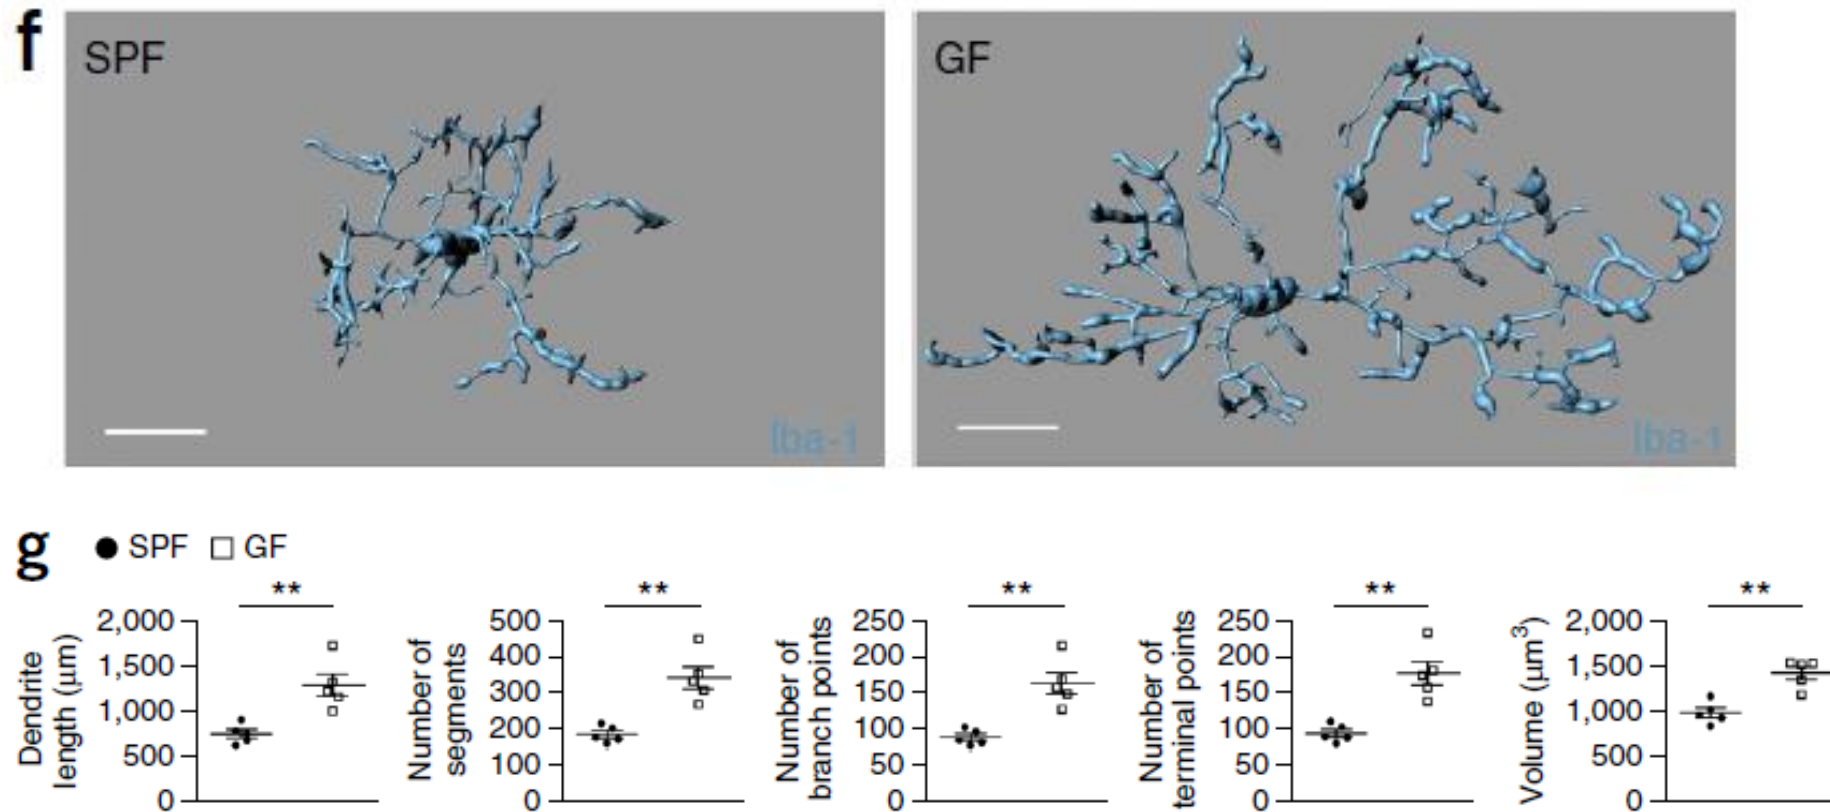 f
SPF
GF
Iba-1
Iba-1
g
SPF GF
**
**
**
**
**
Dendrite
length (μm)
2,000
1,500
1,000
500
0
Number of
segments
500
400
300
200
100
0
Number of
branch points
250
200
150
100
50
0
Number of
terminal points
250
200
150
100
50
0
Volume (μm³)
2,000
1,500
1,000
500
0